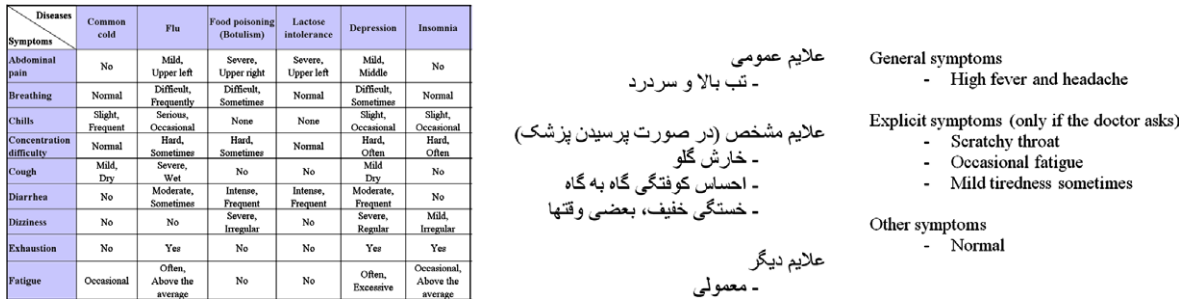 Diseases
Symptoms
Common cold
Flu
Food poisoning (Botulism)
Lactose intolerance
Depression
Insomnia
Abdominal pain
No
Mild, Upper left
Severe, Upper right
Severe, Upper left
Mild, Middle
No
Breathing
Normal
Difficult, Frequently
Difficult, Sometimes
Normal
Difficult, Sometimes
Normal
Chills
Slight, Frequent
Serious, Occasional
None
None
Slight, Occasional
Slight, Occasional
Concentration difficulty
Normal
Hard, Sometimes
Hard, Sometimes
Normal
Hard, Often
Hard, Often
Cough
Mild, Dry
Severe, Wet
No
No
Mild Dry
No
Diarrhea
No
Moderate, Sometimes
Intense, Frequent
Intense, Frequent
Moderate, Frequent
No
Dizziness
No
No
Severe, Irregular
No
Severe, Regular
Mild, Irregular
Exhaustion
No
Yes
No
No
Yes
Yes
Fatigue
Occasional
Often, Above the average
No
No
Often, Excessive
Occasional, Above the average
علایم عمومی
- تب بالا و سردرد
علایم مشخص (در صورت پرسیدن پزشک)
- خارش گلو
- احساس کوفتگی گاه به گاه
- خستگی خفیف، بعضی وقتها
علایم دیگر
- معمولی
General symptoms
- High fever and headache
Explicit symptoms (only if the doctor asks)
- Scratchy throat
- Occasional fatigue
- Mild tiredness sometimes
Other symptoms
- Normal